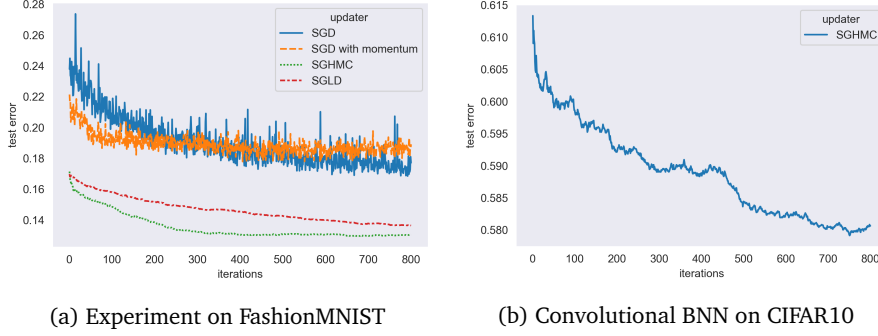 0.28
0.26
0.24
0.22
0.20
0.18
0.16
0.14
test error
0 100 200 300 400 500 600 700 800
iterations
updater
SGD
SGD with momentum
SGHMC
SGLD
(a) Experiment on FashionMNIST
0.615
0.610
0.605
0.600
0.595
0.590
0.585
0.580
test error
0 100 200 300 400 500 600 700 800
iterations
updater
SGHMC
(b) Convolutional BNN on CIFAR10